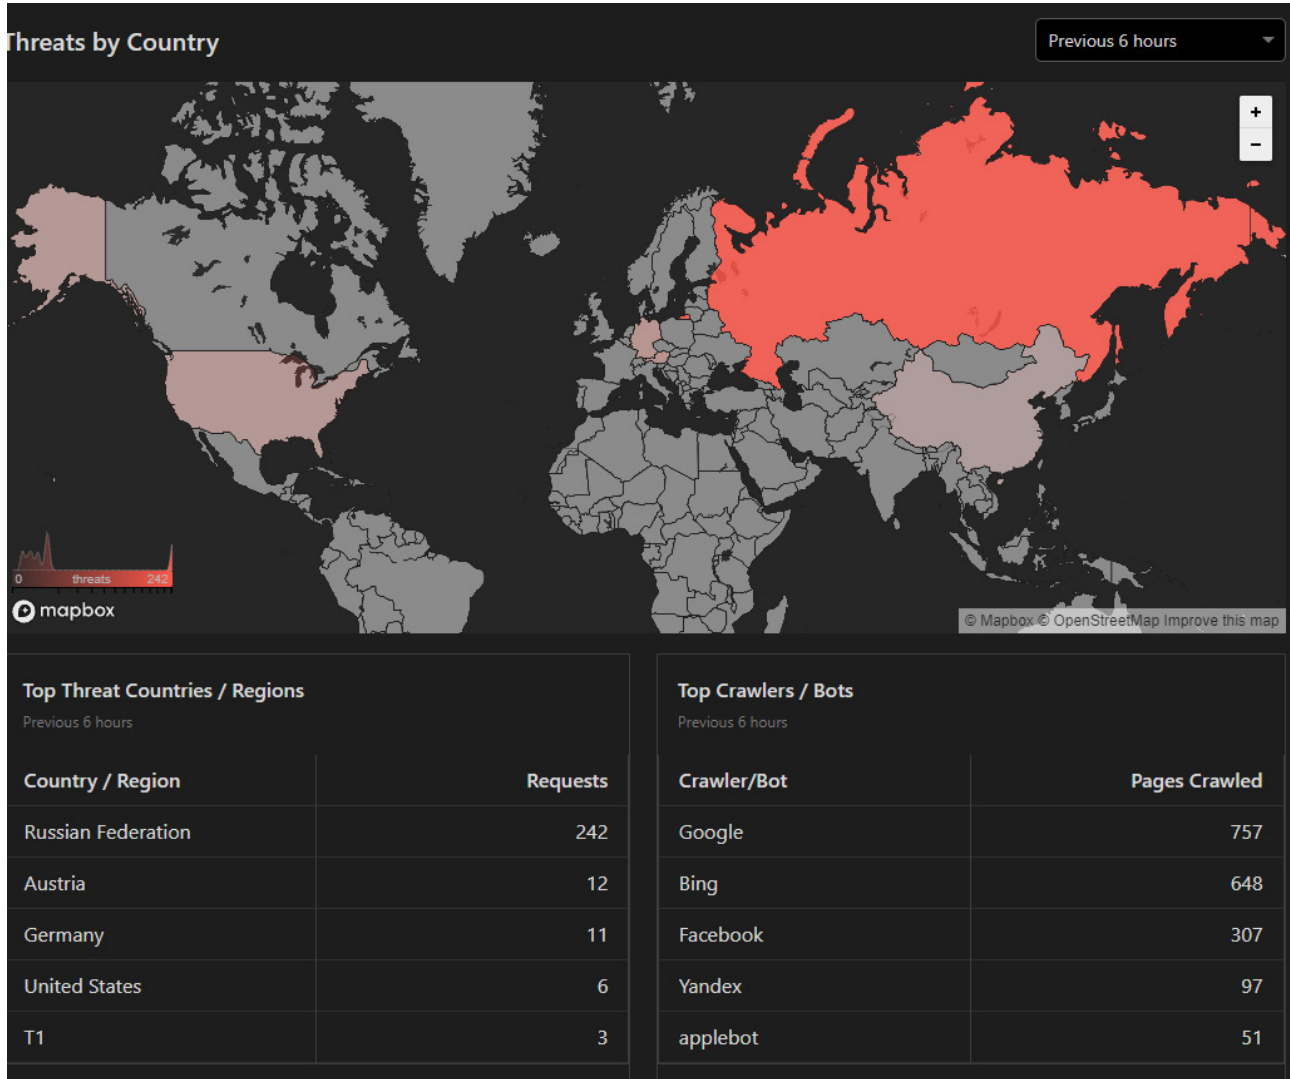 Threats by Country
Previous 6 hours
+
−
0 threats 242
mapbox
© Mapbox © OpenStreetMap Improve this map
Top Threat Countries / Regions
Previous 6 hours
Country / Region Requests
Russian Federation 242
Austria 12
Germany 11
United States 6
T1 3
Top Crawlers / Bots
Previous 6 hours
Crawler/Bot Pages Crawled
Google 757
Bing 648
Facebook 307
Yandex 97
applebot 51